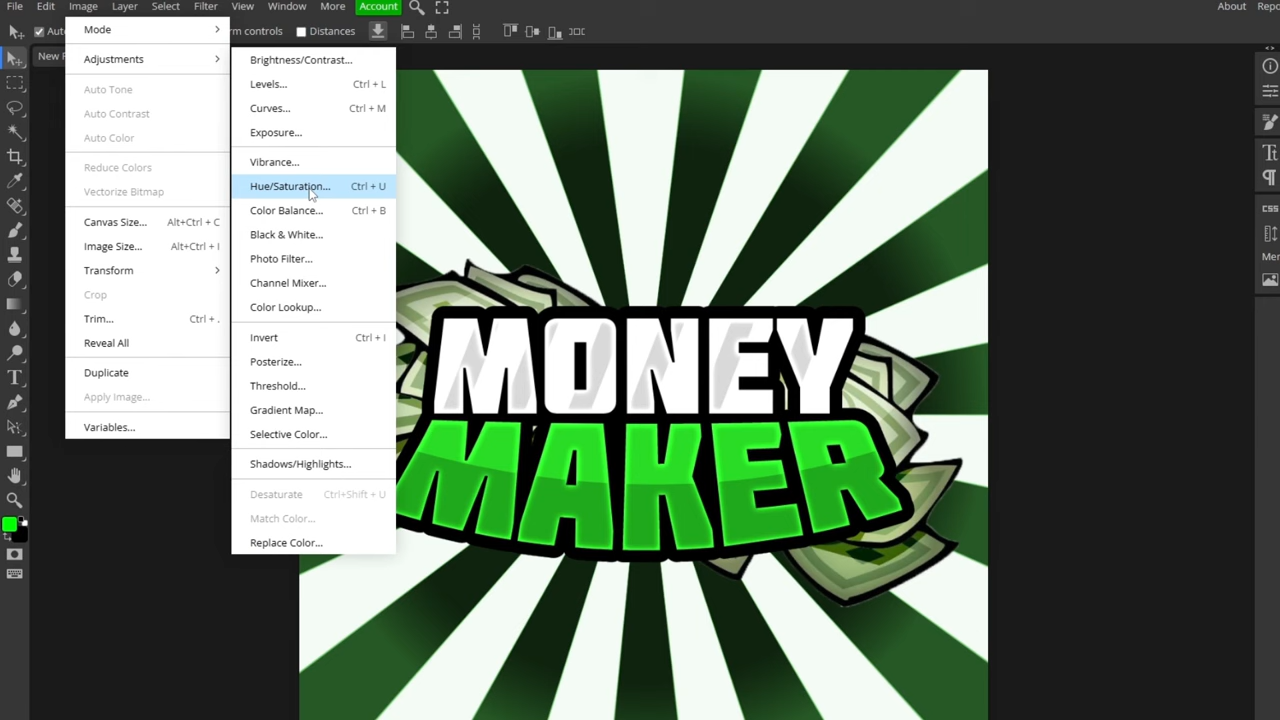 File Edit Image Layer Select Filter View Window More Account About
rm controls Distances
New
Mode
Adjustments
Auto Tone
Auto Contrast
Auto Color
Reduce Colors
Vectorize Bitmap
Canvas Size... Alt+Ctrl + C
Image Size... Alt+Ctrl + I
Transform
Crop
Trim... Ctrl + .
Reveal All
Duplicate
Apply Image...
Variables...
Brightness/Contrast...
Levels... Ctrl + L
Curves... Ctrl + M
Exposure...
Vibrance...
Hue/Saturation... Ctrl + U
Color Balance... Ctrl + B
Black & White...
Photo Filter...
Channel Mixer...
Color Lookup...
Invert Ctrl + I
Posterize...
Threshold...
Gradient Map...
Selective Color...
Shadows/Highlights...
Desaturate Ctrl+Shift + U
Match Color...
Replace Color...
MONEY
MAKER
CSS
Mer